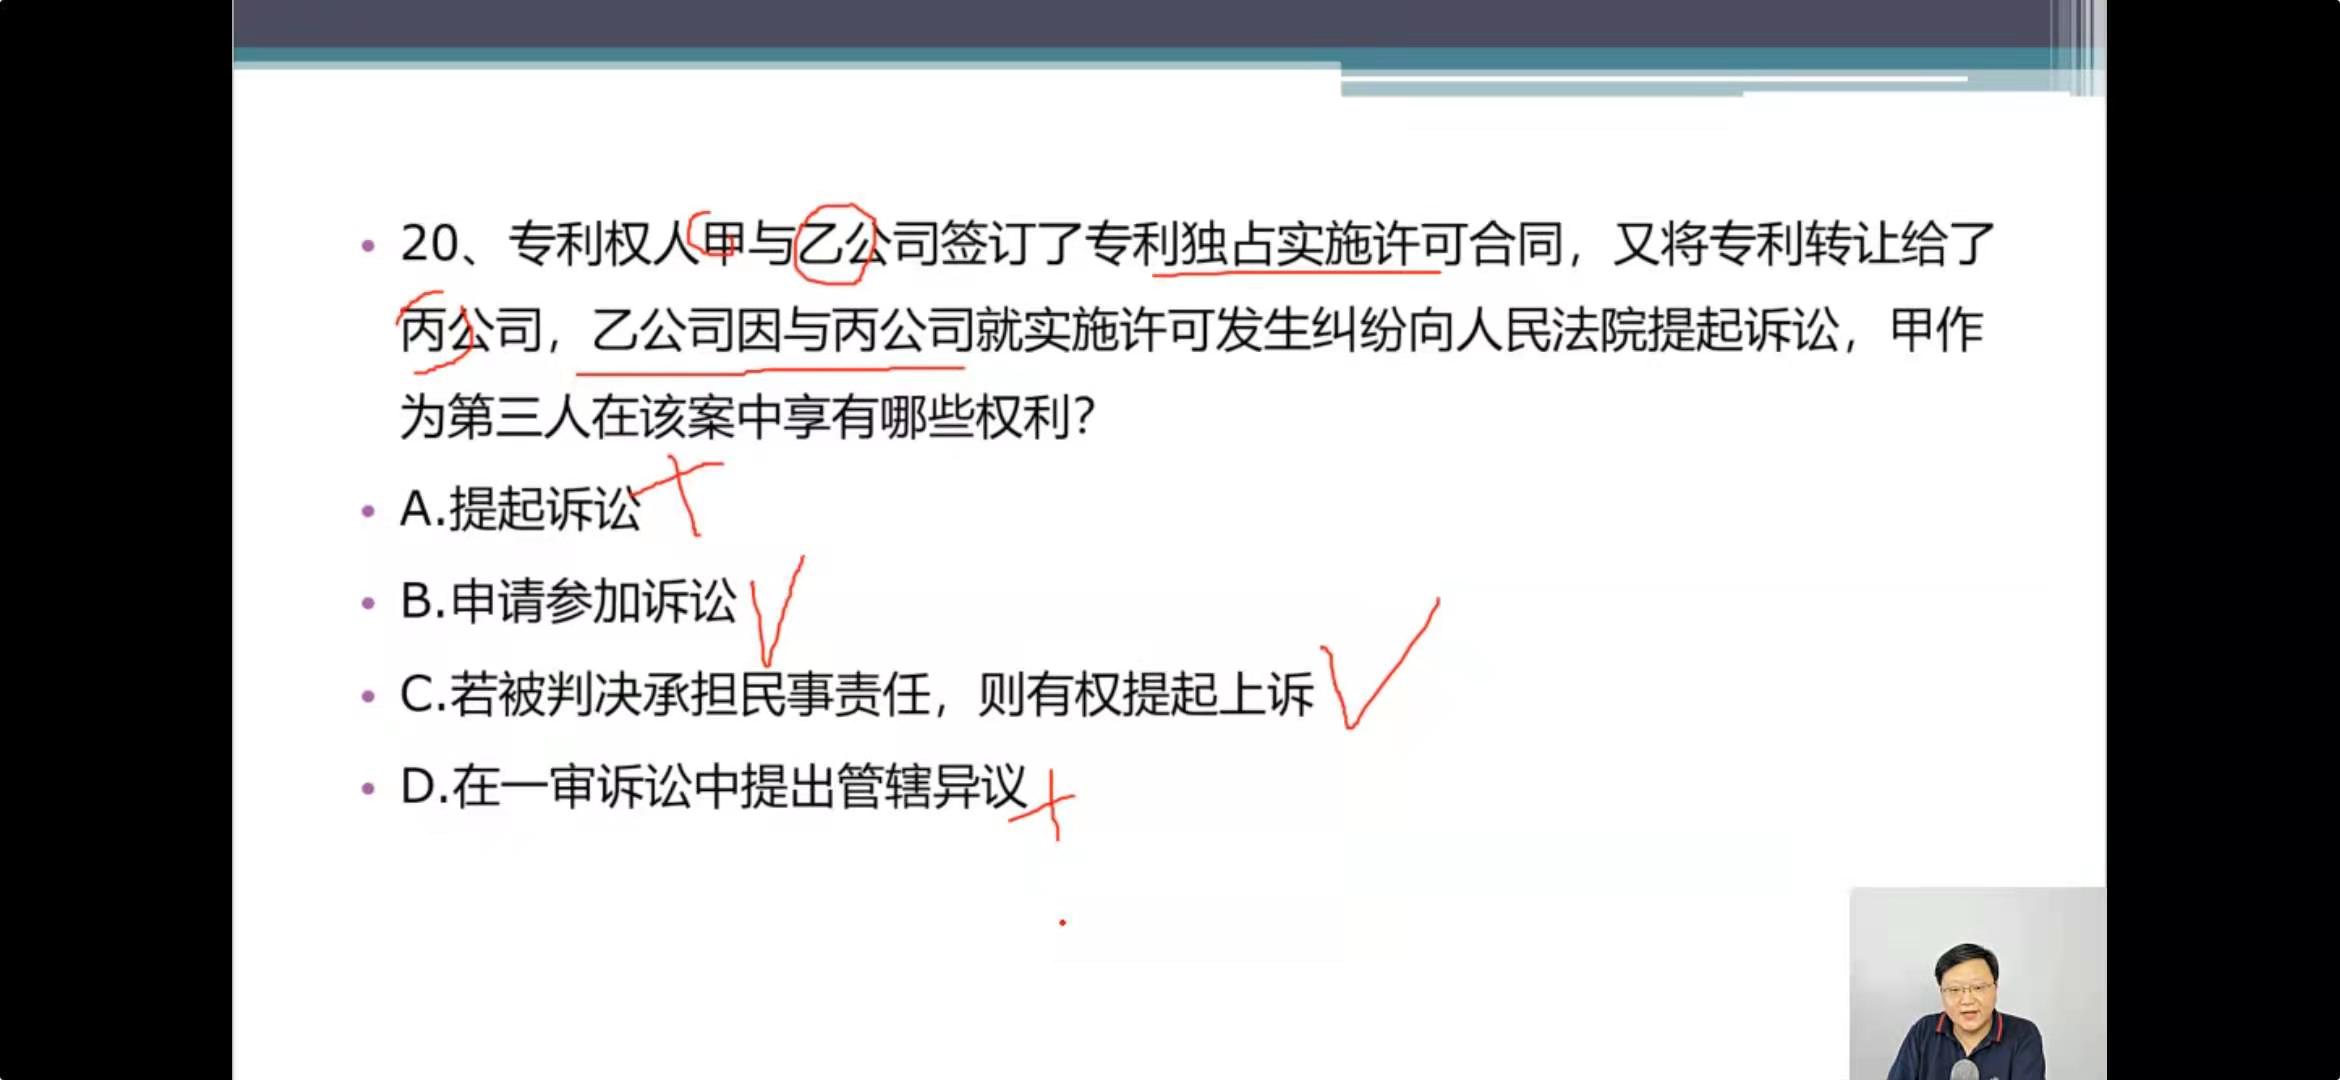 20、专利权人甲与乙公司签订了专利独占实施许可合同，又将专利转让给了
丙公司，乙公司因与丙公司就实施许可发生纠纷向人民法院提起诉讼，甲作
为第三人在该案中享有哪些权利？
A.提起诉讼
B.申请参加诉讼
C.若被判决承担民事责任，则有权提起上诉
D.在一审诉讼中提出管辖异议